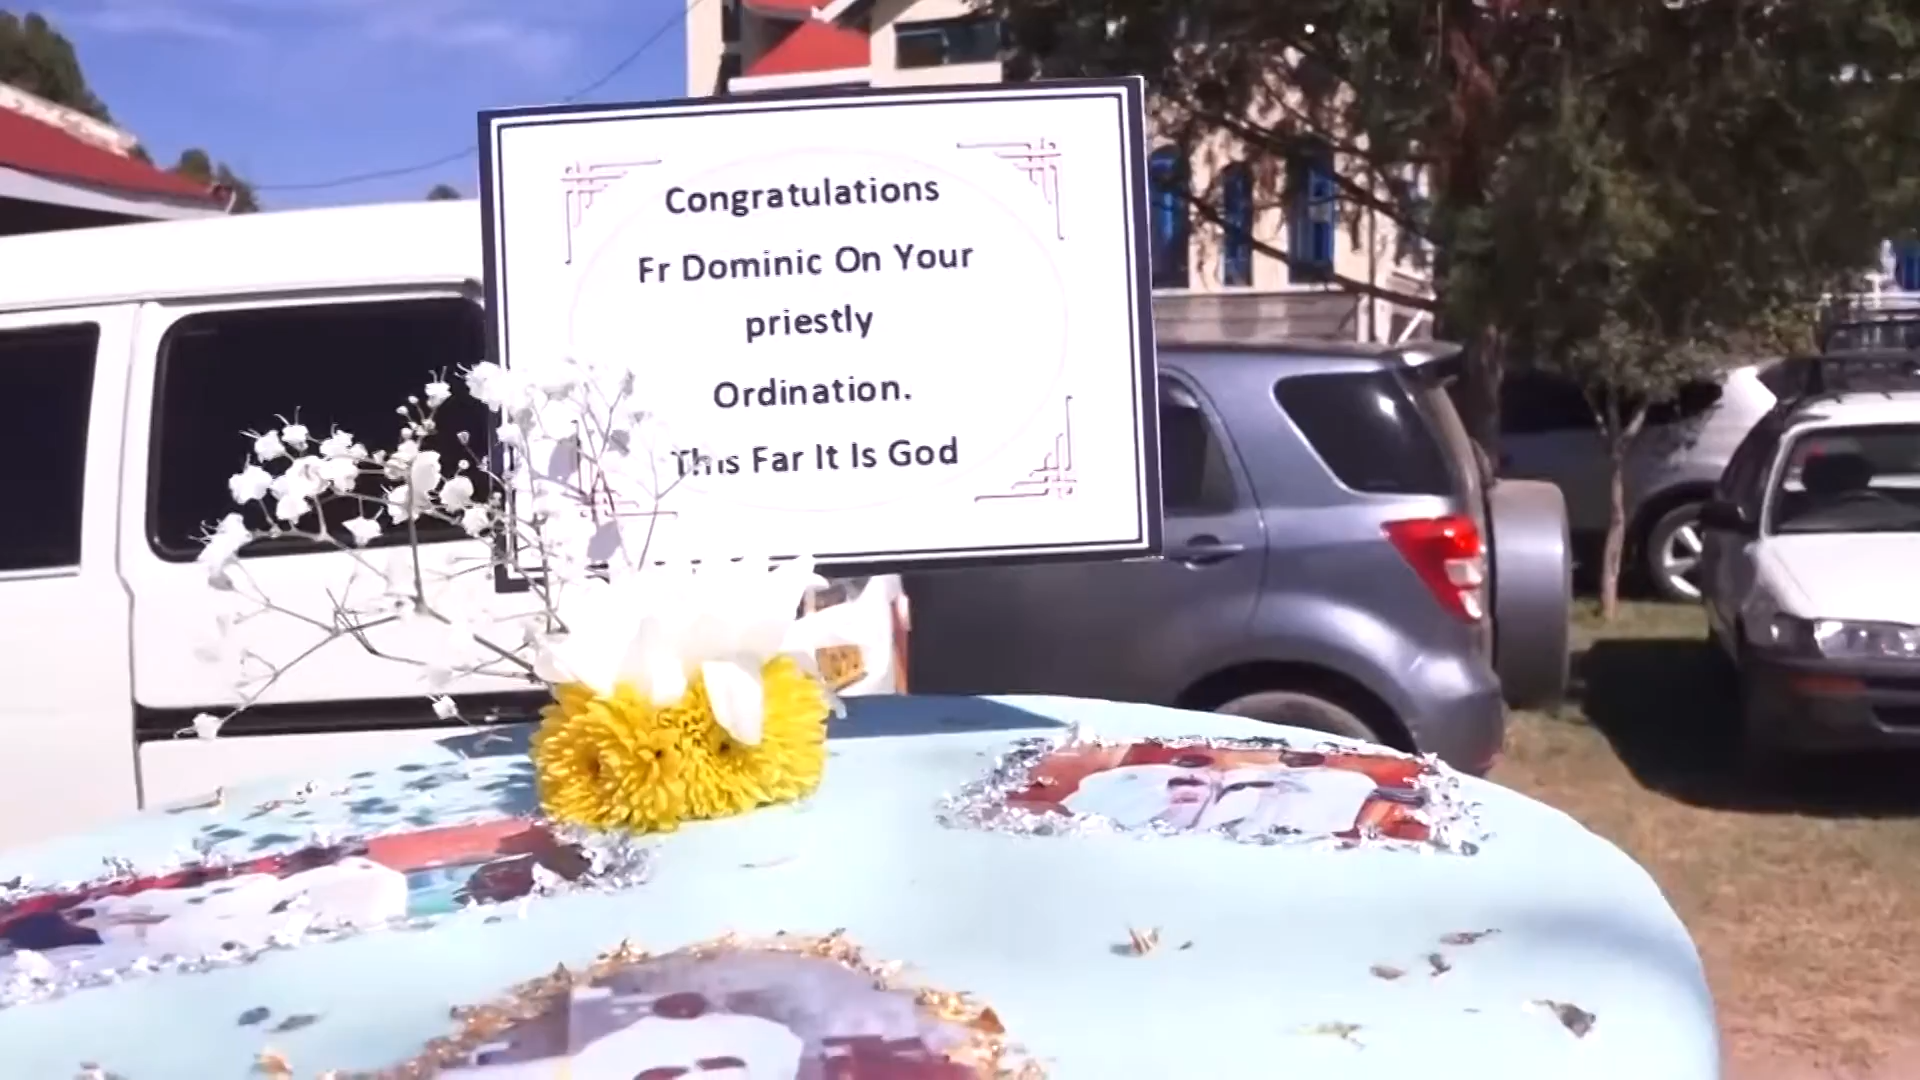 Congratulations
Fr Dominic On Your
priestly
Ordination.
This Far It Is God